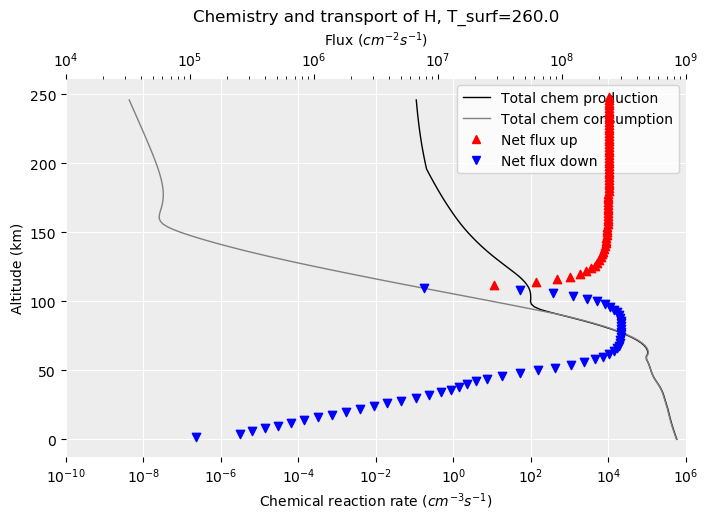 Chemistry and transport of H, T_surf=260.0
Flux (cm⁻²s⁻¹)
10⁴ 10⁵ 10⁶ 10⁷ 10⁸ 10⁹
Total chem production
Total chem consumption
Net flux up
Net flux down
Altitude (km)
250
200
150
100
50
0
10⁻¹⁰ 10⁻⁸ 10⁻⁶ 10⁻⁴ 10⁻² 10⁰ 10² 10⁴ 10⁶
Chemical reaction rate (cm⁻³s⁻¹)